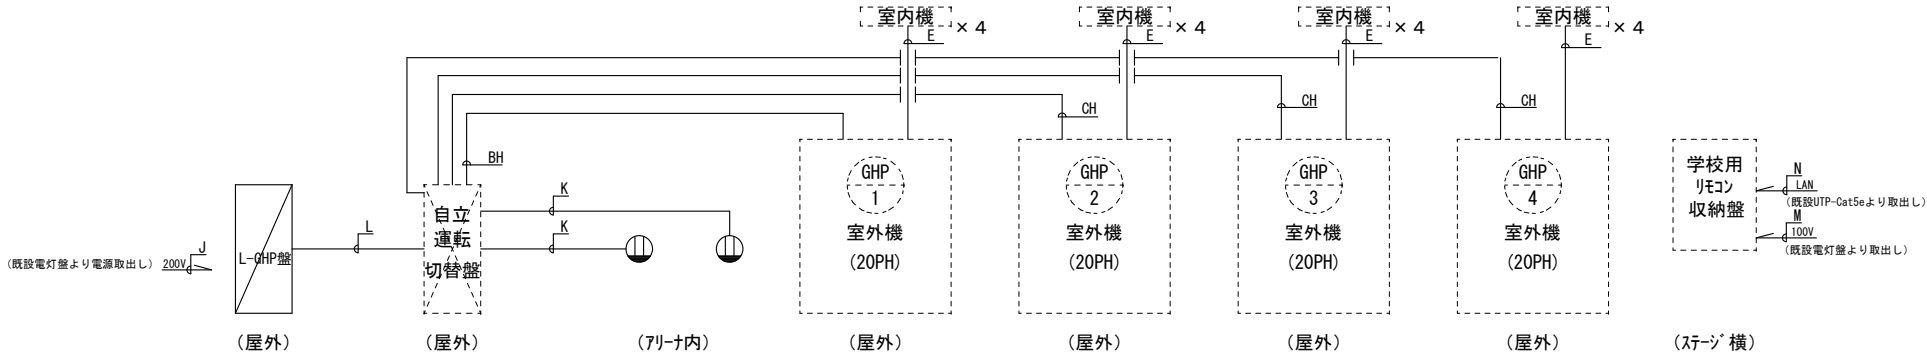 室内機 ×4
室内機 ×4
室内機 ×4
室内機 ×4
E
E
E
E
CH
CH
CH
BH
GHP
1
室外機
(20PH)
GHP
2
室外機
(20PH)
GHP
3
室外機
(20PH)
GHP
4
室外機
(20PH)
学校用
リモコン
収納盤
N
LAN
(既設UTP-Cat5eより取出し)
M
100V
(既設電灯盤より取出し)
K
K
L
自立
運転
切替盤
L-GHP盤
J
(既設電灯盤より電源取出し) 200V
(屋外)
(屋外)
(アリーナ内)
(屋外)
(屋外)
(屋外)
(屋外)
(ステージ横)